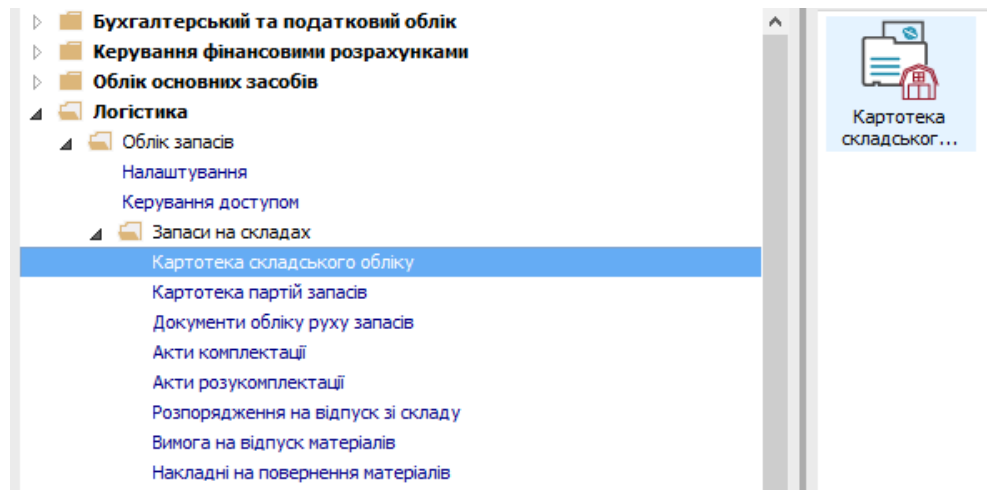 Бухгалтерський та податковий облік
Керування фінансовими розрахунками
Облік основних засобів
Логістика
Облік запасів
Налаштування
Керування доступом
Запаси на складах
Картотека складського обліку
Картотека партій запасів
Документи обліку руху запасів
Акти комплектації
Акти розукомплектації
Розпорядження на відпуск зі складу
Вимога на відпуск матеріалів
Накладні на повернення матеріалів
Картотека
складськог...